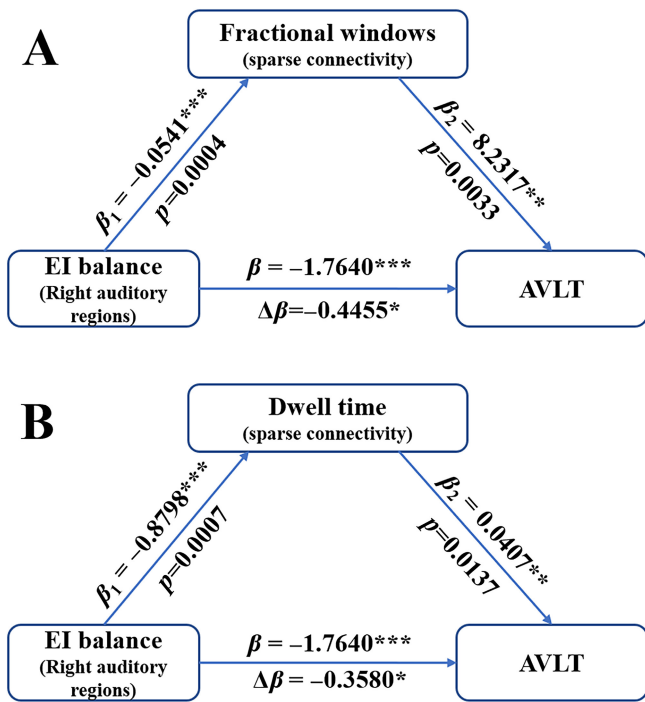 A
Fractional windows
(sparse connectivity)
β1 = −0.0541***
p=0.0004
β2 = 8.2317**
p=0.0033
EI balance
(Right auditory
regions)
β = −1.7640***
Δβ=−0.4455*
AVLT
B
Dwell time
(sparse connectivity)
β1 = −0.8798***
p=0.0007
β2 = 0.0407**
p=0.0137
EI balance
(Right auditory
regions)
β = −1.7640***
Δβ = −0.3580*
AVLT